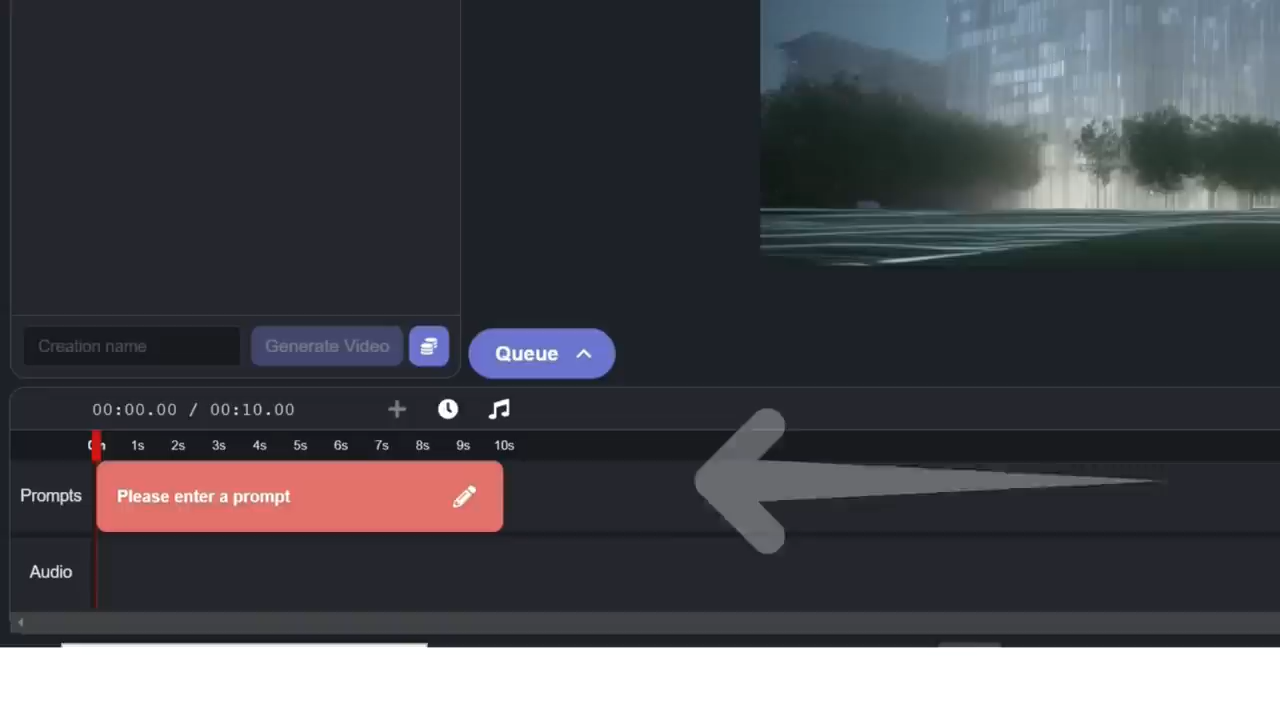 Creation name
Generate Video
Queue
00:00.00 / 00:10.00
1s 2s 3s 4s 5s 6s 7s 8s 9s 10s
Prompts
Please enter a prompt
Audio